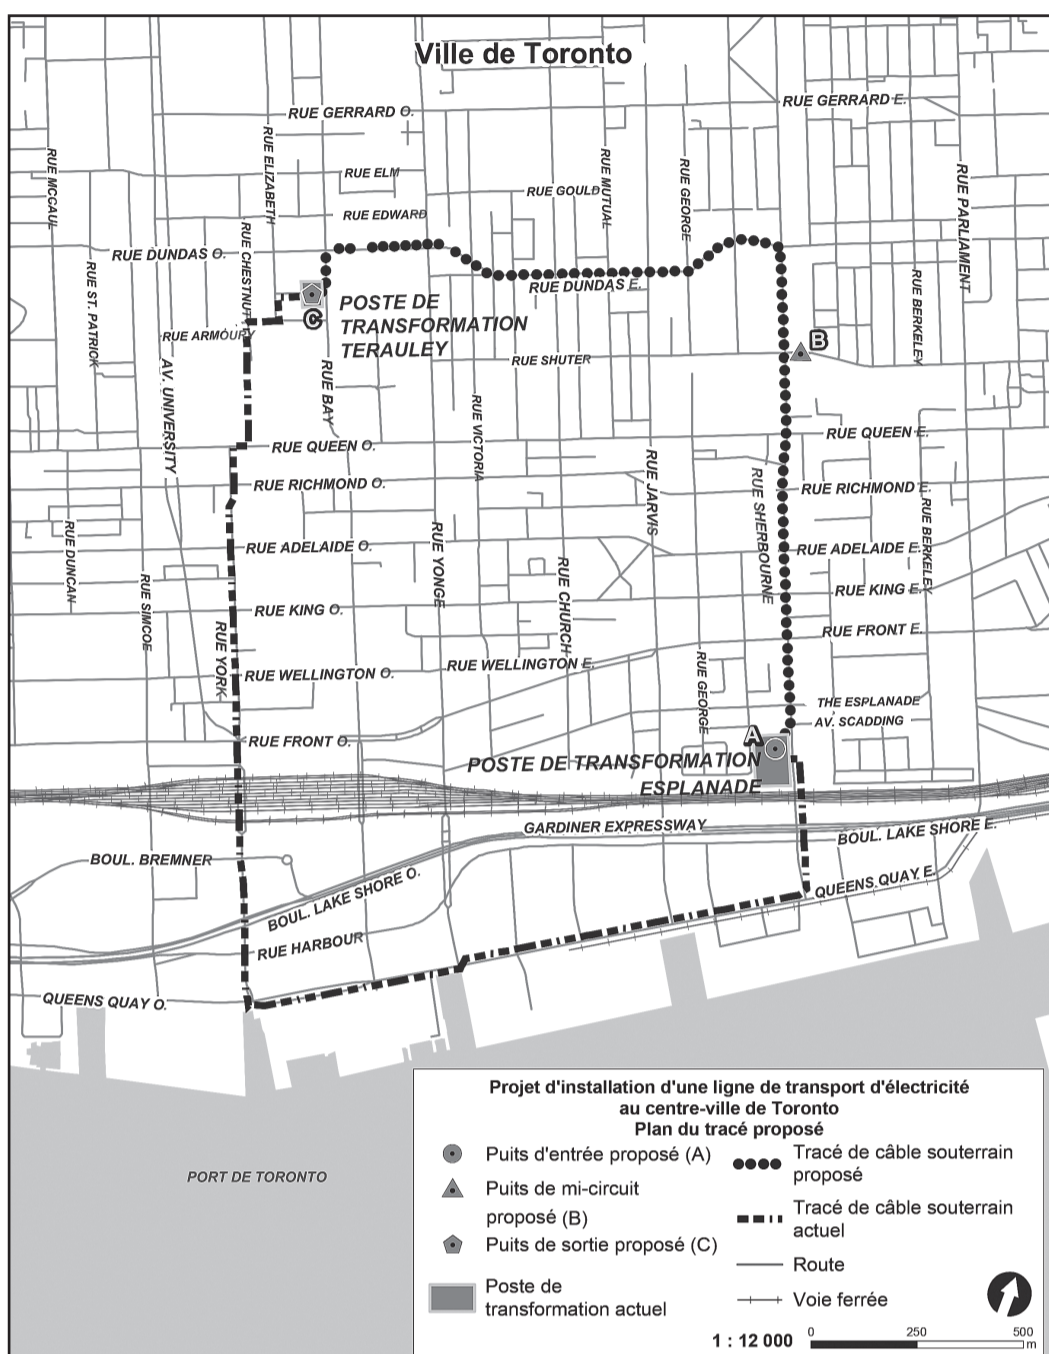 Ville de Toronto
RUE GERRARD O.
RUE GERRARD E.
RUE MCCAUL
RUE ELIZABETH
RUE ELM
RUE GOULD
RUE MUTUAL
RUE GEORGE
RUE PARLIAMENT
RUE EDWARD
RUE DUNDAS O.
RUE CHESTNUT
RUE ST. PATRICK
RUE DUNDAS E.
RUE BERKELEY
C
POSTE DE
TRANSFORMATION
TERAULEY
RUE ARMOURY
B
RUE SHUTER
AV. UNIVERSITY
RUE BAY
RUE VICTORIA
RUE QUEEN O.
RUE QUEEN E.
RUE JARVIS
RUE SHERBOURNE
RUE RICHMOND O.
RUE RICHMOND E.
RUE BERKELEY
RUE DUNCAN
RUE ADELAIDE O.
RUE YONGE
RUE CHURCH
RUE ADELAIDE E.
RUE SIMCOE
RUE KING O.
RUE KING E.
RUE YORK
RUE FRONT E.
RUE WELLINGTON O.
RUE WELLINGTON E.
RUE GEORGE
THE ESPLANADE
AV. SCADDING
RUE FRONT O.
A
POSTE DE TRANSFORMATION
ESPLANADE
GARDINER EXPRESSWAY
BOUL. LAKE SHORE E.
BOUL. BREMNER
BOUL. LAKE SHORE O.
QUEENS QUAY E.
RUE HARBOUR
QUEENS QUAY O.
PORT DE TORONTO
Projet d'installation d'une ligne de transport d'électricité
au centre-ville de Toronto
Plan du tracé proposé
Puits d'entrée proposé (A)
Puits de mi-circuit
proposé (B)
Puits de sortie proposé (C)
Poste de
transformation actuel
Tracé de câble souterrain
proposé
Tracé de câble souterrain
actuel
Route
Voie ferrée
1 : 12 000
0 250 500
m